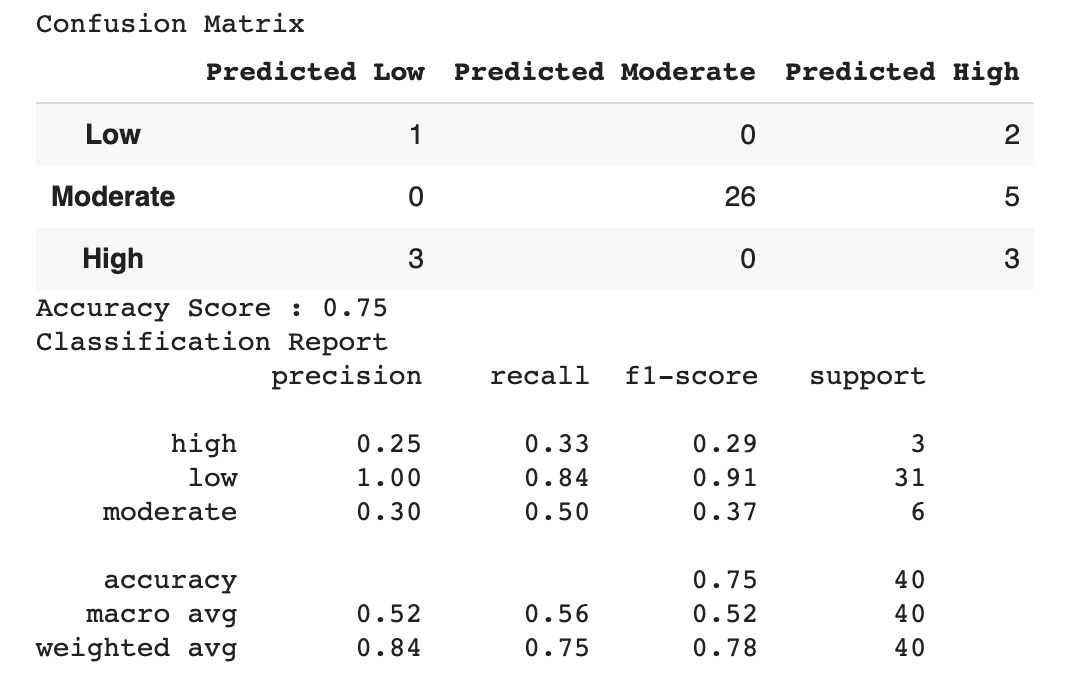 Confusion Matrix
Predicted Low Predicted Moderate Predicted High
Low 1 0 2
Moderate 0 26 5
High 3 0 3
Accuracy Score : 0.75
Classification Report
precision recall f1-score support
high 0.25 0.33 0.29 3
low 1.00 0.84 0.91 31
moderate 0.30 0.50 0.37 6
accuracy 0.75 40
macro avg 0.52 0.56 0.52 40
weighted avg 0.84 0.75 0.78 40